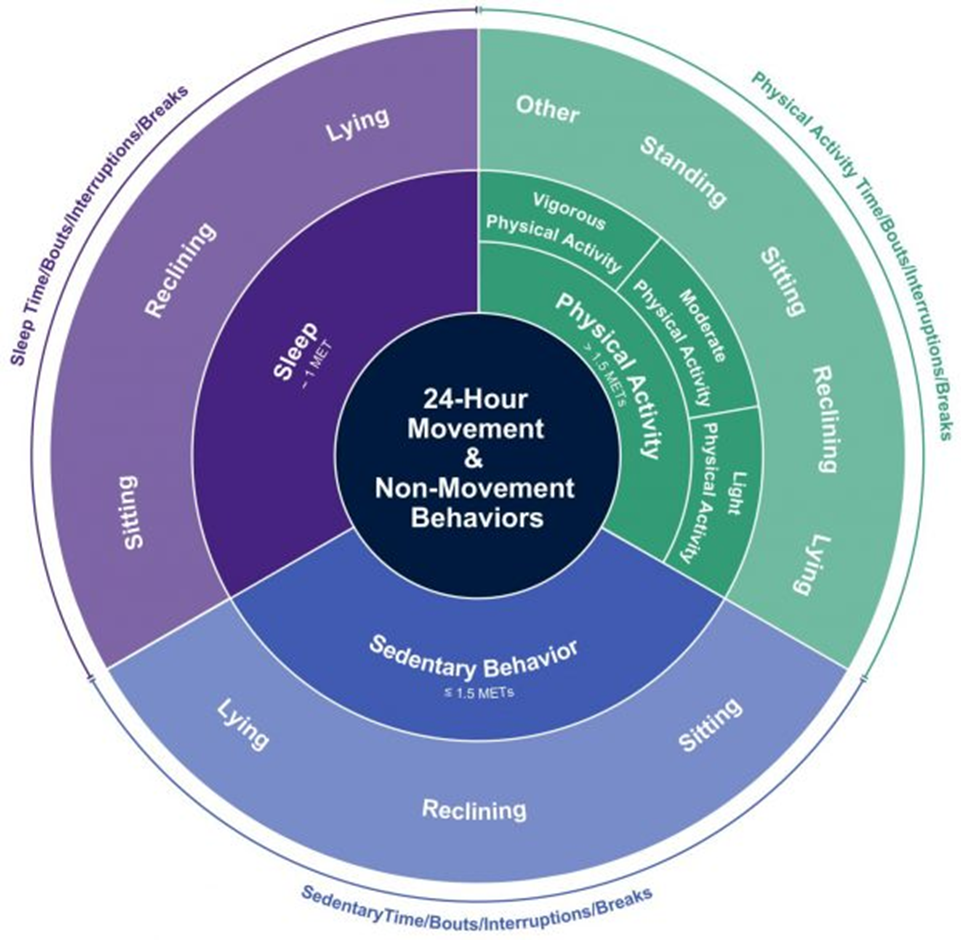 24-Hour
Movement
&
Non-Movement
Behaviors
Physical Activity
> 1.5 METs
Vigorous
Physical Activity
Moderate
Physical Activity
Light
Physical Activity
Other
Standing
Sitting
Reclining
Lying
Physical Activity Time/Bouts/Interruptions/Breaks
Sedentary Behavior
≤ 1.5 METs
Sitting
Reclining
Lying
SedentaryTime/Bouts/Interruptions/Breaks
Sleep
~ 1 MET
Sitting
Reclining
Lying
Sleep Time/Bouts/Interruptions/Breaks